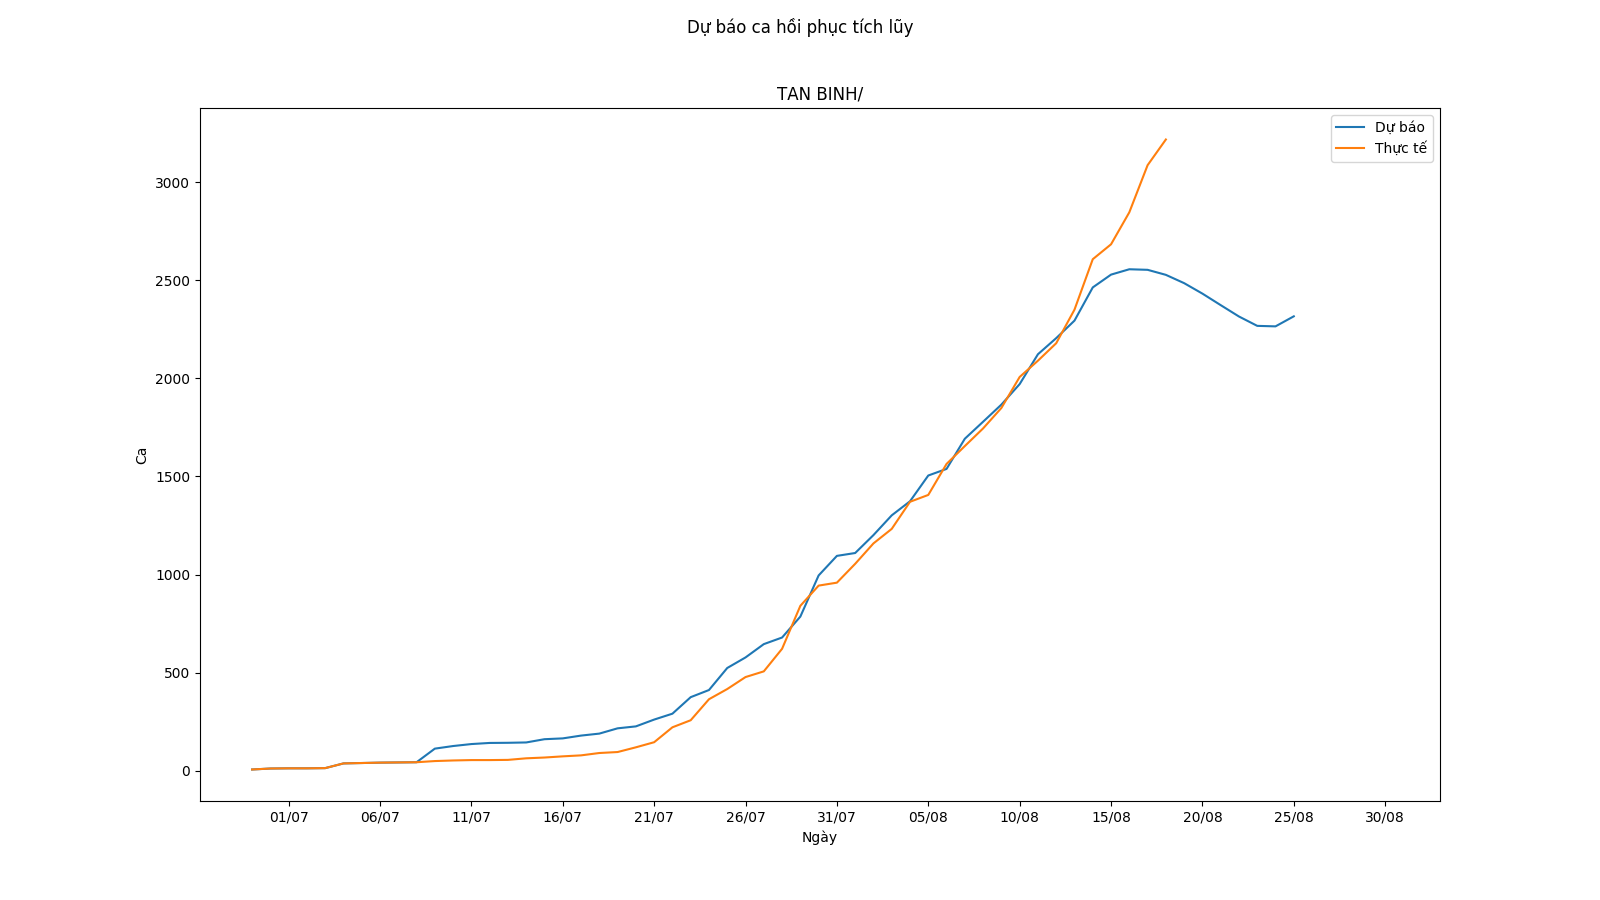 Dự báo ca hồi phục tích lũy
TAN BINH/
Dự báo
Thực tế
3000
2500
2000
1500
1000
500
0
Ca
01/07 06/07 11/07 16/07 21/07 26/07 31/07 05/08 10/08 15/08 20/08 25/08 30/08
Ngày